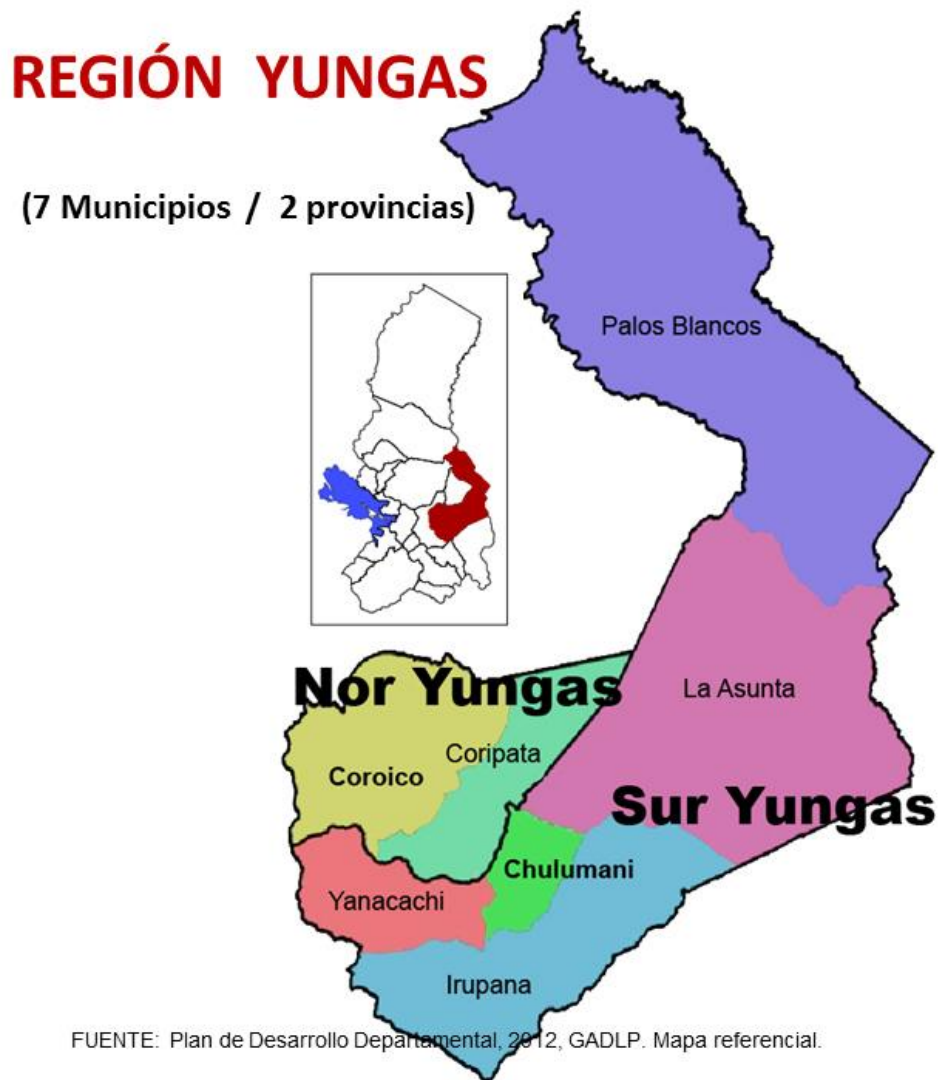 REGIÓN YUNGAS
(7 Municipios / 2 provincias)
Palos Blancos
Nor Yungas
La Asunta
Coripata
Coroico
Sur Yungas
Chulumani
Yanacachi
Irupana
FUENTE: Plan de Desarrollo Departamental, 2012, GADLP. Mapa referencial.